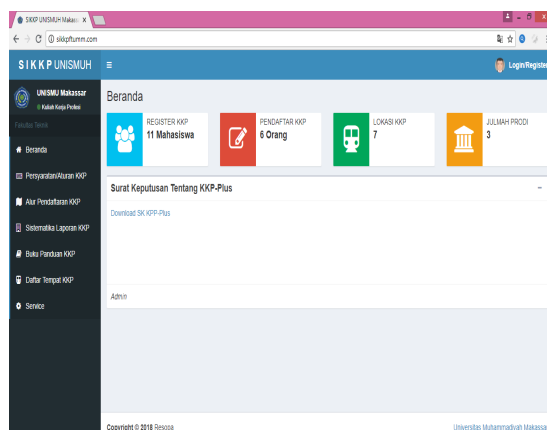 SIKKP UNISMUH Makass
sikkpftumm.com
S I K K P UNISMUH
Login/Register
UNISMU Makassar
Kuliah Kerja Profesi
Fakultas Teknik
Beranda
Persyaratan/Aturan KKP
Alur Pendaftaran KKP
Sistematika Laporan KKP
Buku Panduan KKP
Daftar Tempat KKP
Service
Beranda
REGISTER KKP
11 Mahasiswa
PENDAFTAR KKP
6 Orang
LOKASI KKP
7
JULMAH PRODI
3
Surat Keputusan Tentang KKP-Plus
Download SK KPP-Plus
Admin
Copyright © 2018 Resopa
Universitas Muhammadiyah Makassar